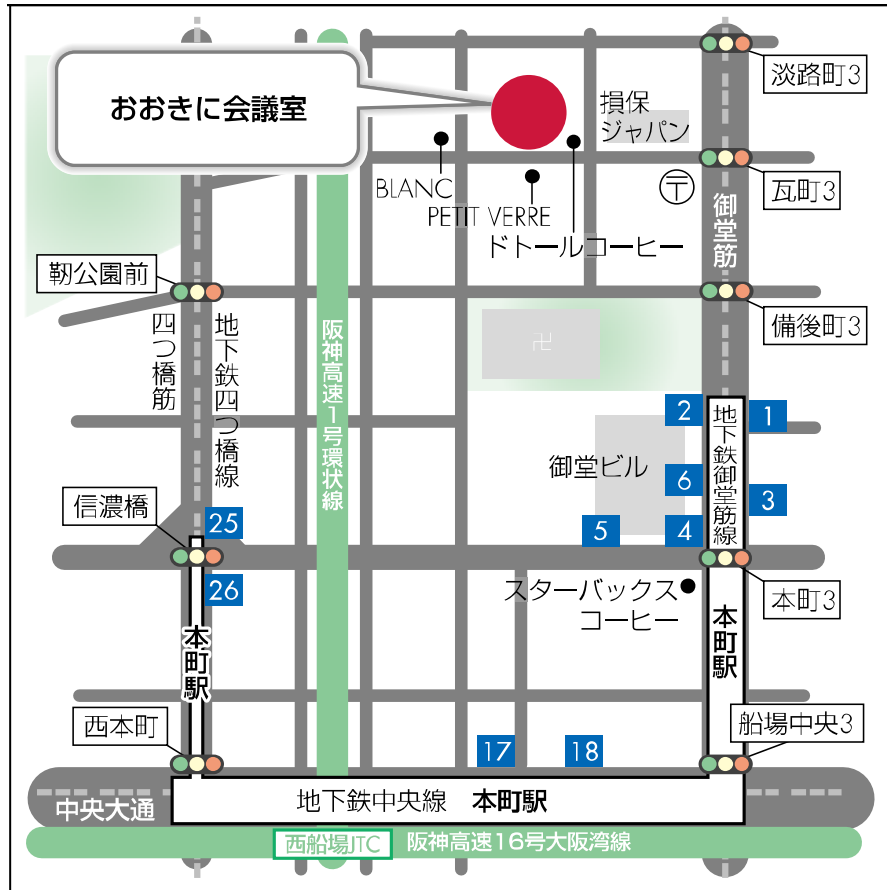 おおきに会議室
淡路町3
損保
ジャパン
BLANC
PETIT VERRE
ドトールコーヒー
〒
瓦町3
御堂筋
靭公園前
備後町3
四つ橋筋
地下鉄四つ橋線
阪神高速1号環状線
卍
2
1
地下鉄御堂筋線
御堂ビル
6
3
信濃橋
25
5
4
26
スターバックス
コーヒー
本町3
本町駅
本町駅
西本町
船場中央3
17
18
中央大通
地下鉄中央線 本町駅
西船場JTC
阪神高速16号大阪湾線